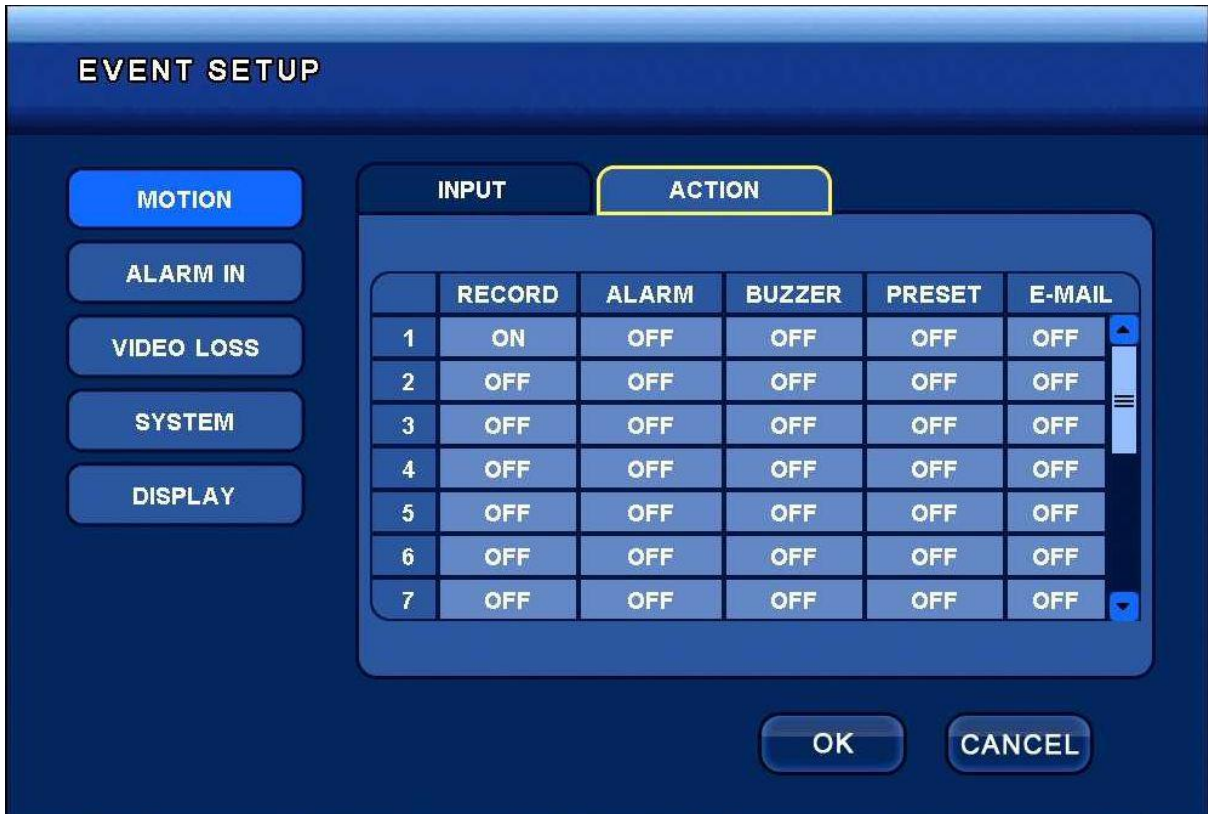 EVENT SETUP
MOTION
ALARM IN
VIDEO LOSS
SYSTEM
DISPLAY
INPUT ACTION
RECORD ALARM BUZZER PRESET E-MAIL
1 ON OFF OFF OFF OFF
2 OFF OFF OFF OFF OFF
3 OFF OFF OFF OFF OFF
4 OFF OFF OFF OFF OFF
5 OFF OFF OFF OFF OFF
6 OFF OFF OFF OFF OFF
7 OFF OFF OFF OFF OFF
OK CANCEL